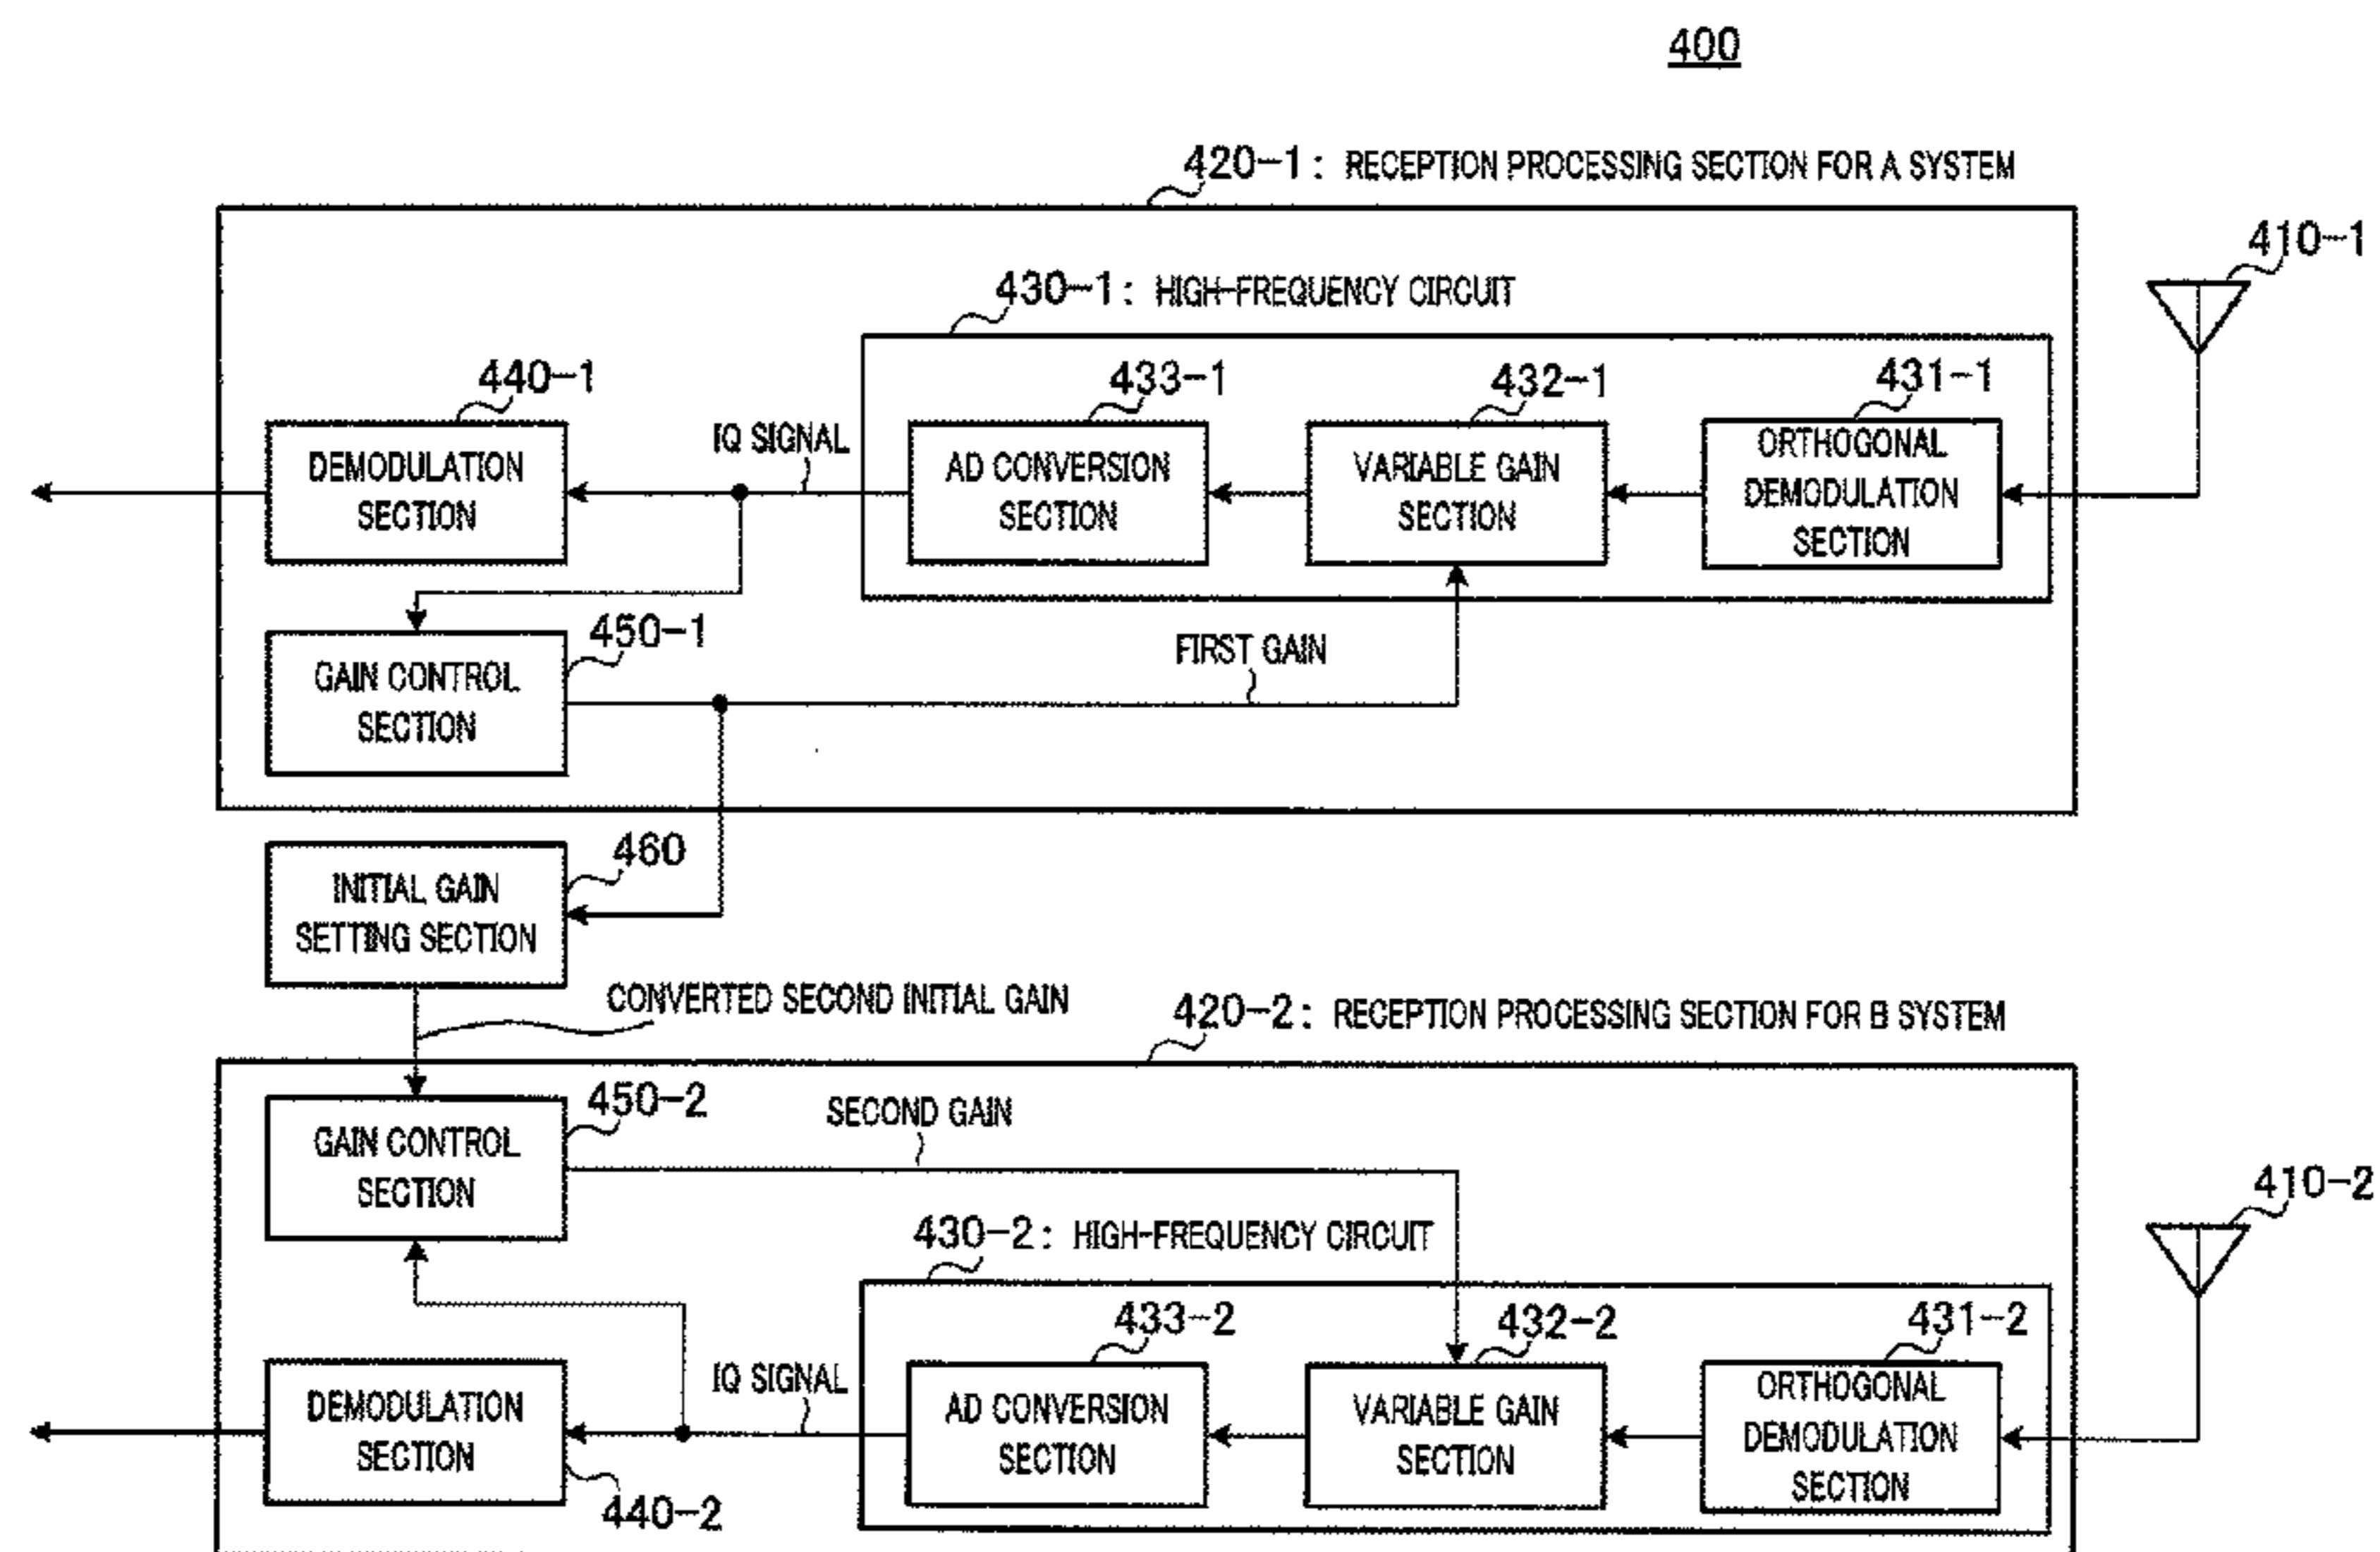 400
420-1: RECEPTION PROCESSING SECTION FOR A SYSTEM
410-1
430-1: HIGH-FREQUENCY CIRCUIT
440-1
433-1
432-1
431-1
DEMODULATION
SECTION
IQ SIGNAL
AD CONVERSION
SECTION
VARIABLE GAIN
SECTION
ORTHOGONAL
DEMODULATION
SECTION
450-1
GAIN CONTROL
SECTION
FIRST GAIN
460
INITIAL GAIN
SETTING SECTION
CONVERTED SECOND INITIAL GAIN
420-2: RECEPTION PROCESSING SECTION FOR B SYSTEM
450-2
GAIN CONTROL
SECTION
SECOND GAIN
410-2
430-2: HIGH-FREQUENCY CIRCUIT
433-2
432-2
431-2
DEMODULATION
SECTION
IQ SIGNAL
AD CONVERSION
SECTION
VARIABLE GAIN
SECTION
ORTHOGONAL
DEMODULATION
SECTION
440-2